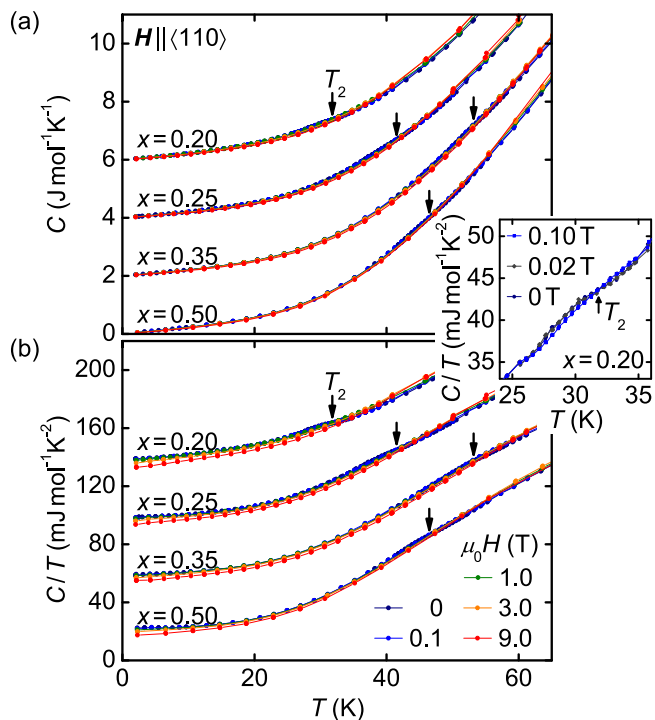 (a)
H||⟨110⟩
C (J mol⁻¹K⁻¹)
10
8
6
4
2
0
T₂
x = 0.20
x = 0.25
x = 0.35
x = 0.50
C/T (mJ mol⁻¹K⁻²)
50
45
40
35
0.10 T
0.02 T
0 T
T₂
x = 0.20
25 30 35
T (K)
(b)
C/T (mJ mol⁻¹K⁻²)
200
160
120
80
40
0
T₂
x = 0.20
x = 0.25
x = 0.35
x = 0.50
μ₀H (T)
0
0.1
1.0
3.0
9.0
0 20 40 60
T (K)